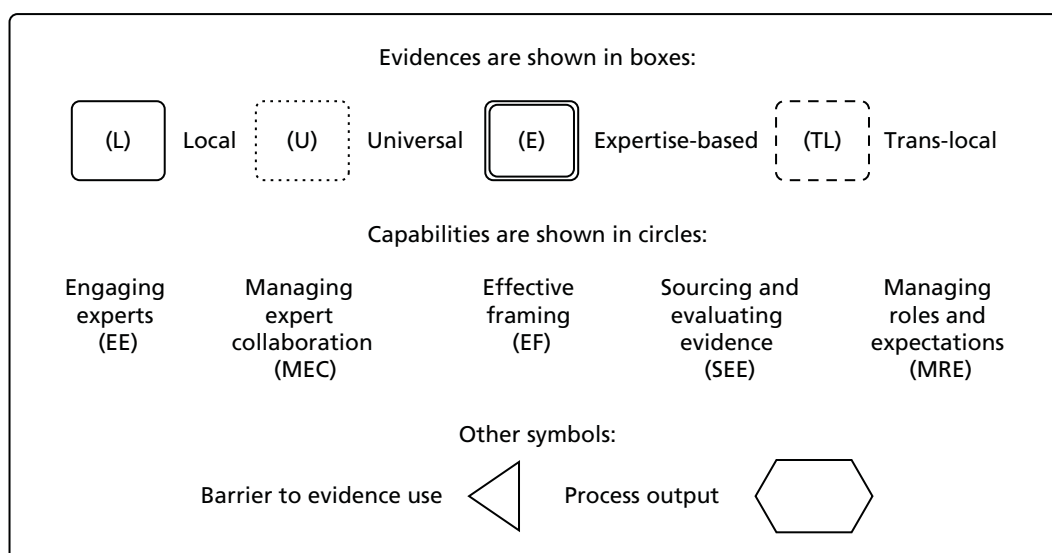 Evidences are shown in boxes:
(L) Local (U) Universal (E) Expertise-based (TL) Trans-local
Capabilities are shown in circles:
Engaging
experts
(EE)
Managing
expert
collaboration
(MEC)
Effective
framing
(EF)
Sourcing and
evaluating
evidence
(SEE)
Managing
roles and
expectations
(MRE)
Other symbols:
Barrier to evidence use Process output